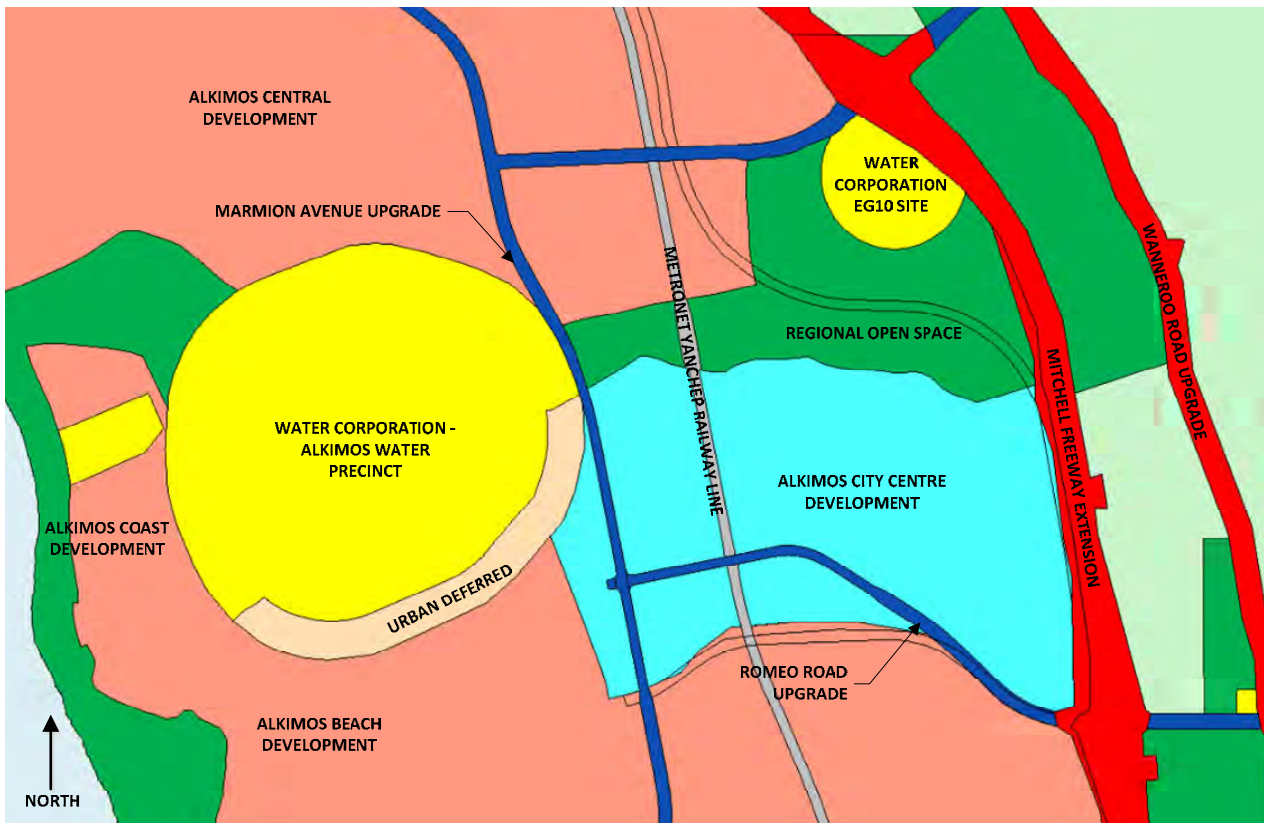 ALKIMOS CENTRAL
DEVELOPMENT
WATER
CORPORATION
EG10 SITE
MARMION AVENUE UPGRADE
WANNEROO ROAD UPGRADE
METRONET YANCHEP RAILWAY LINE
REGIONAL OPEN SPACE
MITCHELL FREEWAY EXTENSION
WATER CORPORATION -
ALKIMOS WATER
PRECINCT
ALKIMOS CITY CENTRE
DEVELOPMENT
ALKIMOS COAST
DEVELOPMENT
URBAN DEFERRED
ROMEO ROAD
UPGRADE
ALKIMOS BEACH
DEVELOPMENT
NORTH